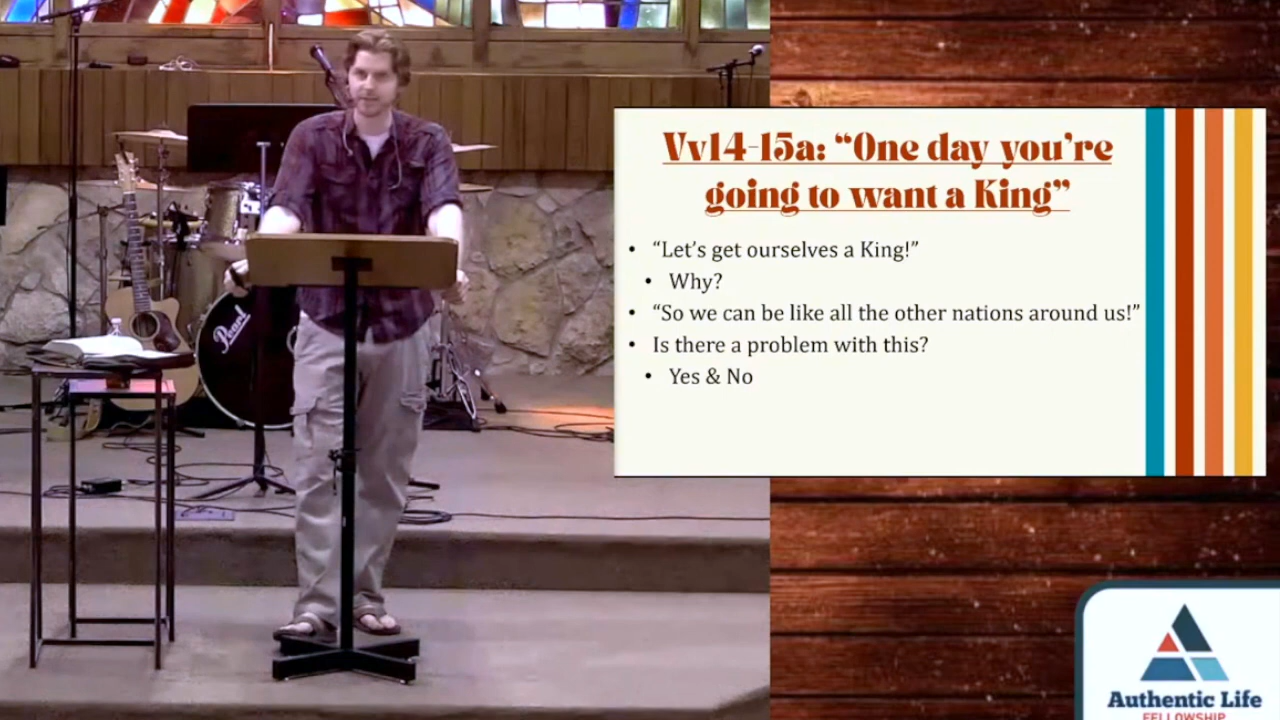 Vv14-15a: “One day you’re
going to want a King”
• “Let’s get ourselves a King!”
• Why?
• “So we can be like all the other nations around us!”
• Is there a problem with this?
• Yes & No
Pearl
Authentic Life
FELLOWSHIP